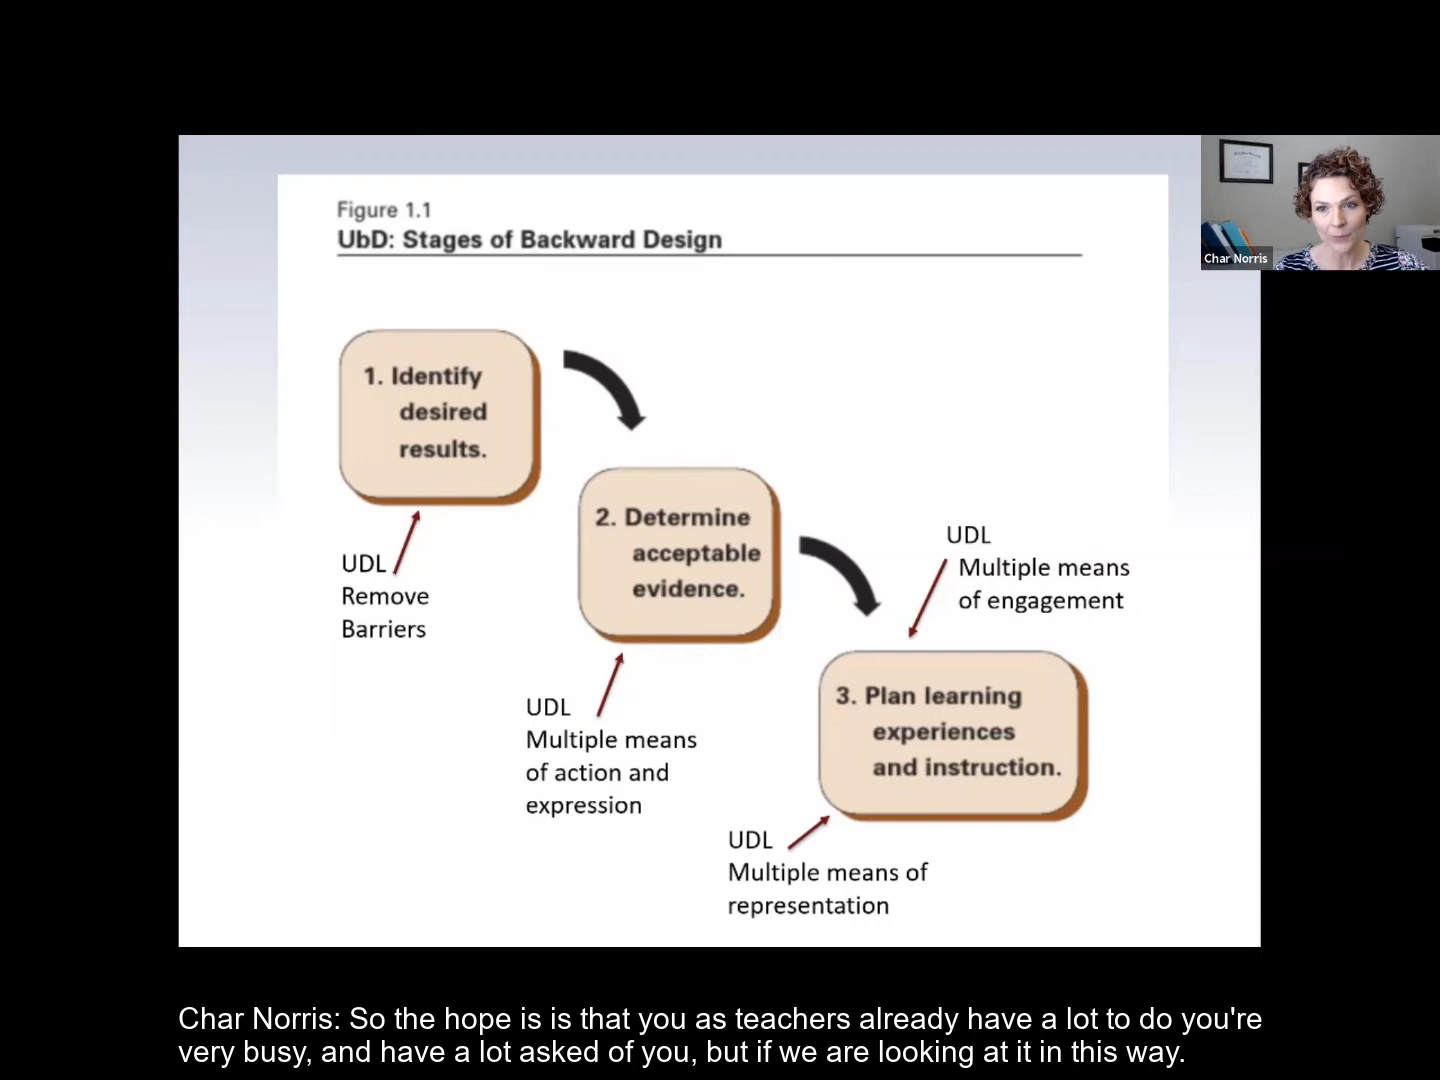 Figure 1.1
UbD: Stages of Backward Design
Char Norris
1. Identify
desired
results.
2. Determine
acceptable
evidence.
UDL
Multiple means
of engagement
UDL
Remove
Barriers
3. Plan learning
experiences
and instruction.
UDL
Multiple means
of action and
expression
UDL
Multiple means of
representation
Char Norris: So the hope is is that you as teachers already have a lot to do you're
very busy, and have a lot asked of you, but if we are looking at it in this way.